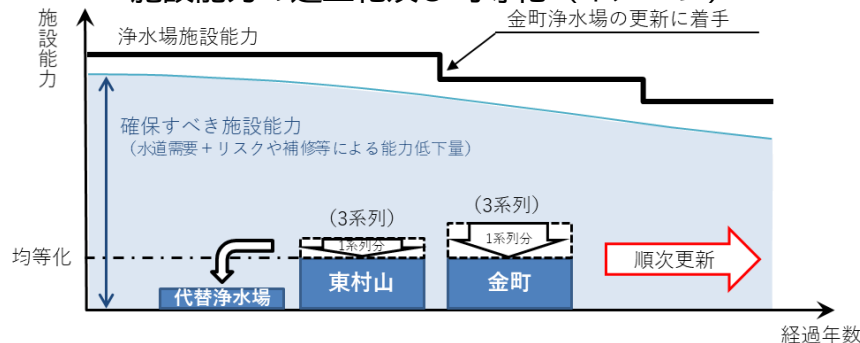 金町浄水場の更新に着手
施設能力
浄水場施設能力
確保すべき施設能力
（水道需要＋リスクや補修等による能力低下量）
（3系列）
（3系列）
1系列分
1系列分
均等化
順次更新
代替浄水場
東村山
金町
経過年数